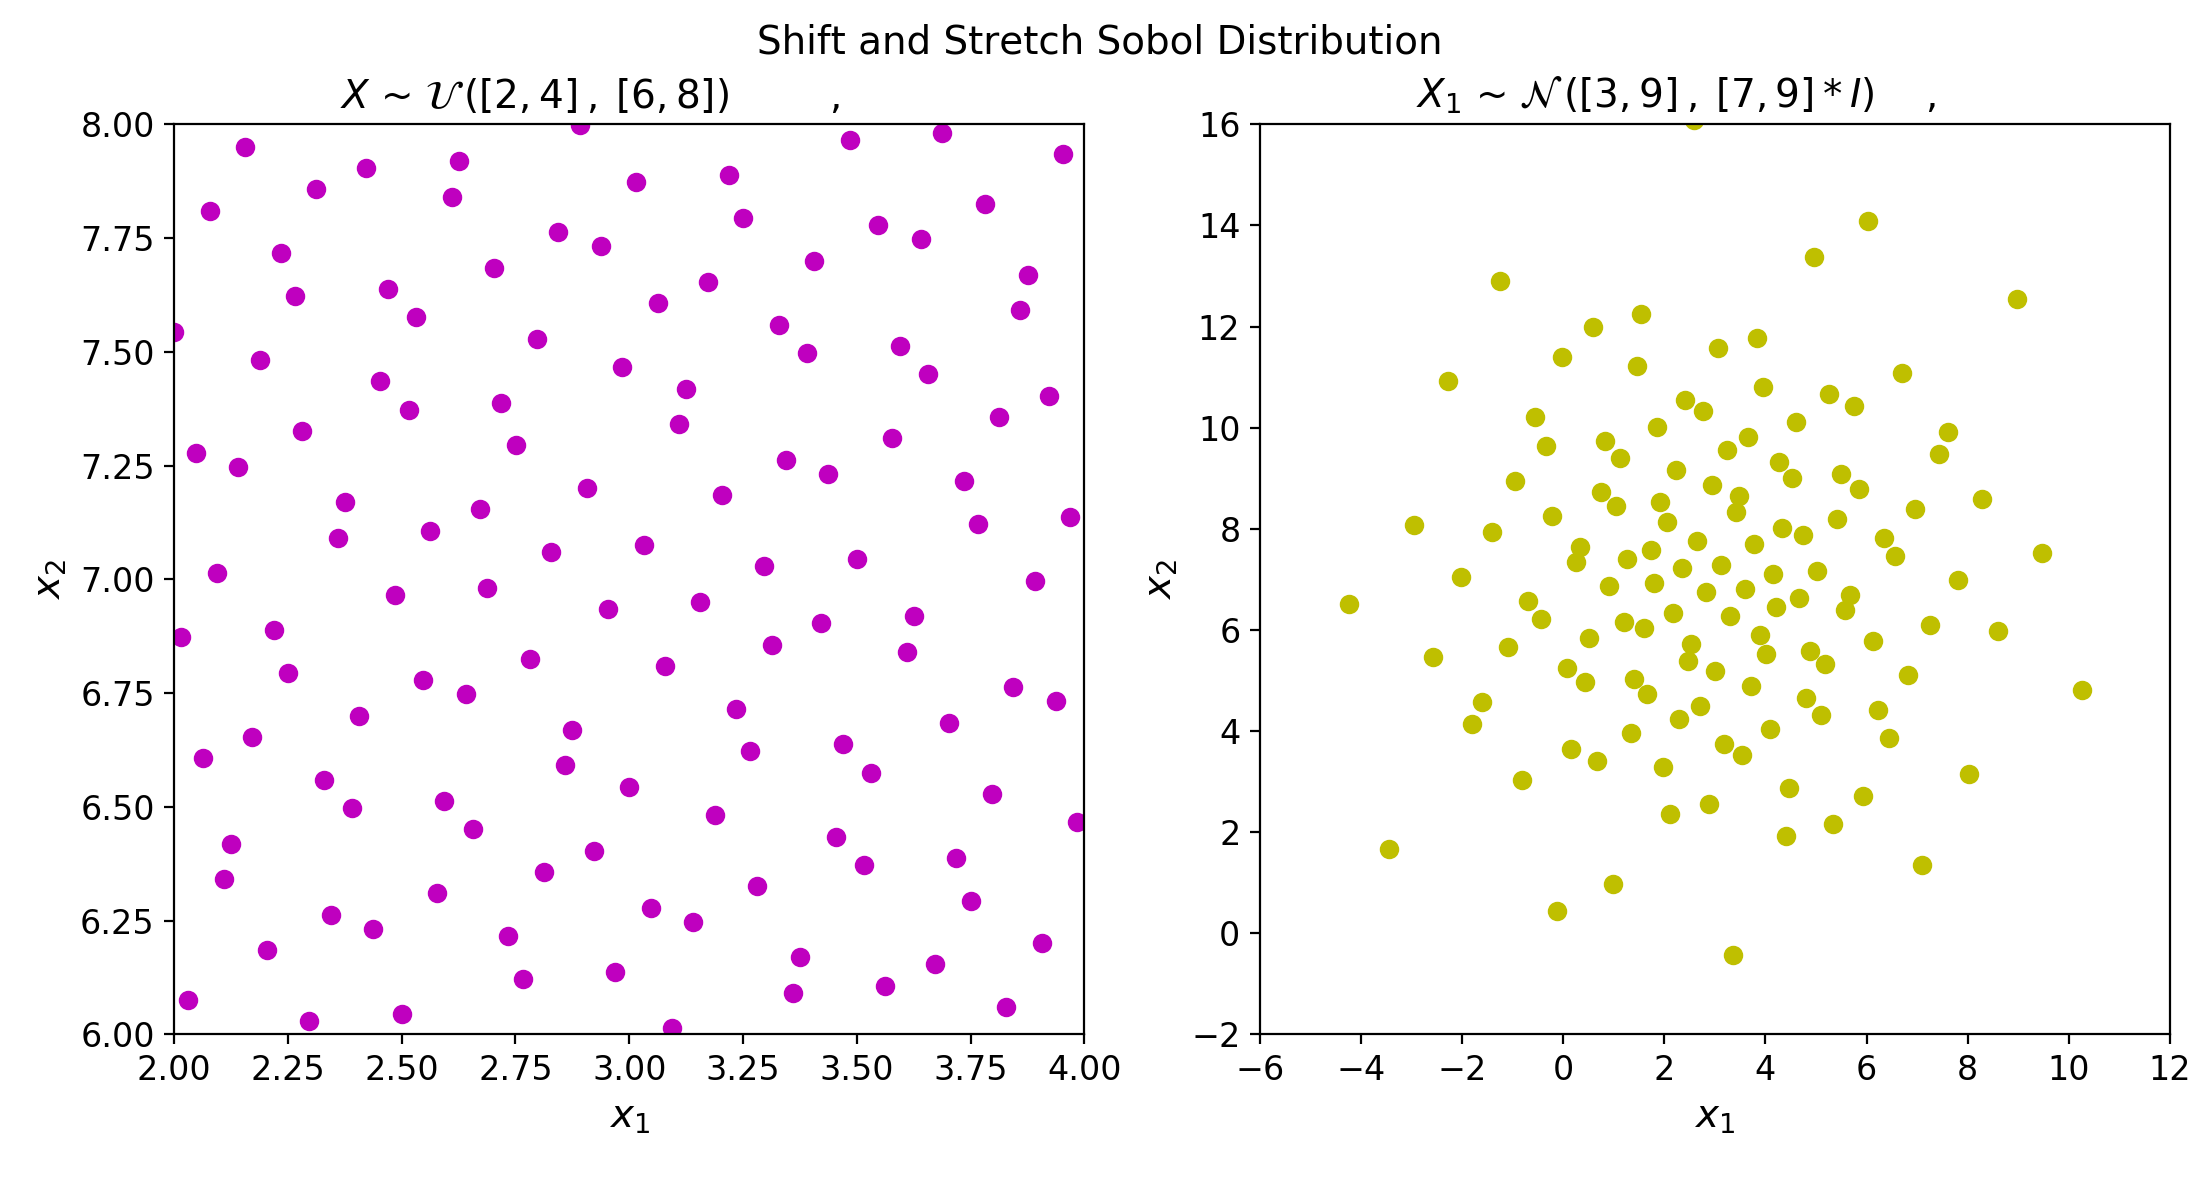 Shift and Stretch Sobol Distribution
X ∼ 𝒰([2, 4] , [6, 8]) ,
8.00
7.75
7.50
7.25
7.00
6.75
6.50
6.25
6.00
x₂
2.00 2.25 2.50 2.75 3.00 3.25 3.50 3.75 4.00
x₁
X₁ ∼ 𝒩([3, 9] , [7, 9] * I) ,
16
14
12
10
8
6
4
2
0
−2
x₂
−6 −4 −2 0 2 4 6 8 10 12
x₁